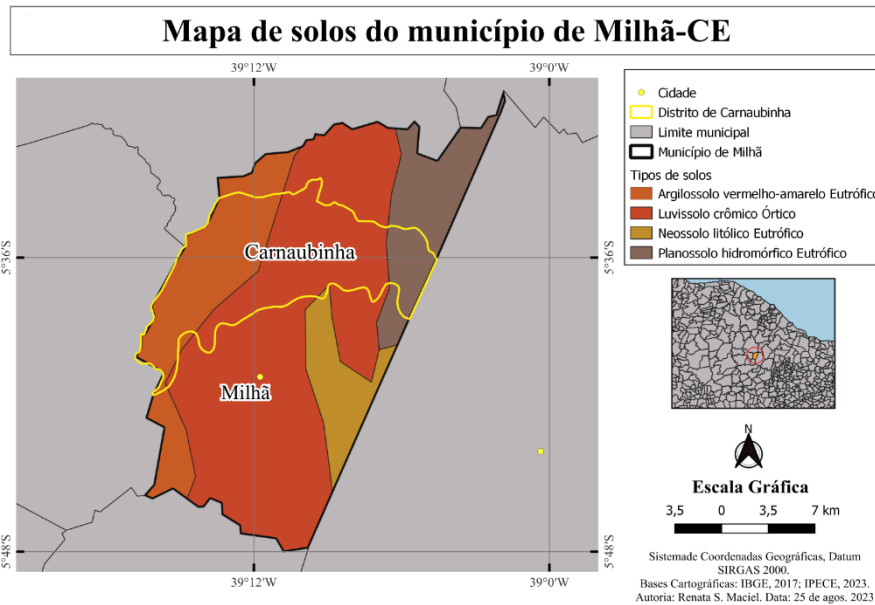 Mapa de solos do município de Milhã-CE
39°12'W
39°0'W
5°36'S
5°36'S
Carnaubinha
Milhã
5°48'S
5°48'S
39°12'W
39°0'W
Cidade
Distrito de Carnaubinha
Limite municipal
Município de Milhã
Tipos de solos
Argilossolo vermelho-amarelo Eutrófico
Luvissolo crômico Órtico
Neossolo litólico Eutrófico
Planossolo hidromórfico Eutrófico
N
Escala Gráfica
3,5 0 3,5 7 km
Sistemade Coordenadas Geográficas, Datum
SIRGAS 2000.
Bases Cartográficas: IBGE, 2017; IPECE, 2023.
Autoria: Renata S. Maciel. Data: 25 de agos. 2023